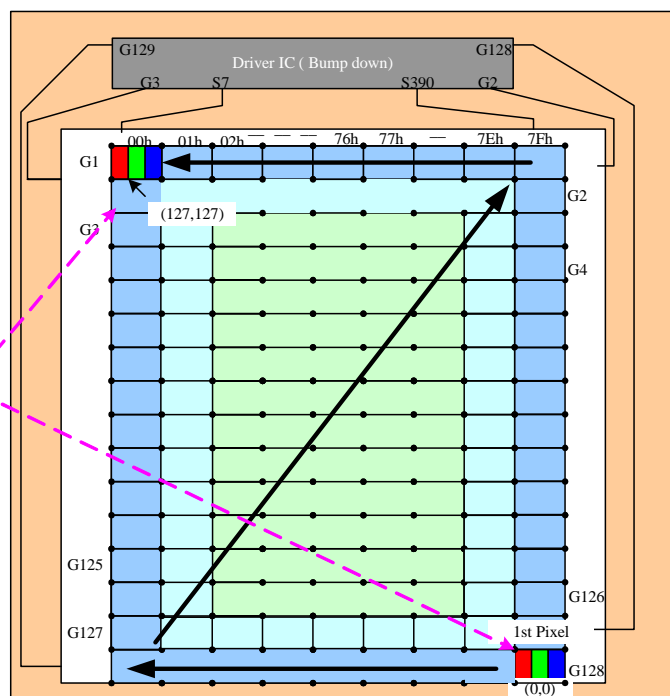 G129
G128
Driver IC ( Bump down)
G3
S7
S390
G2
00h
01h
02h
76h
77h
7Eh
7Fh
G1
G2
(127,127)
G3
G4
G125
G126
1st Pixel
G127
G128
(0,0)